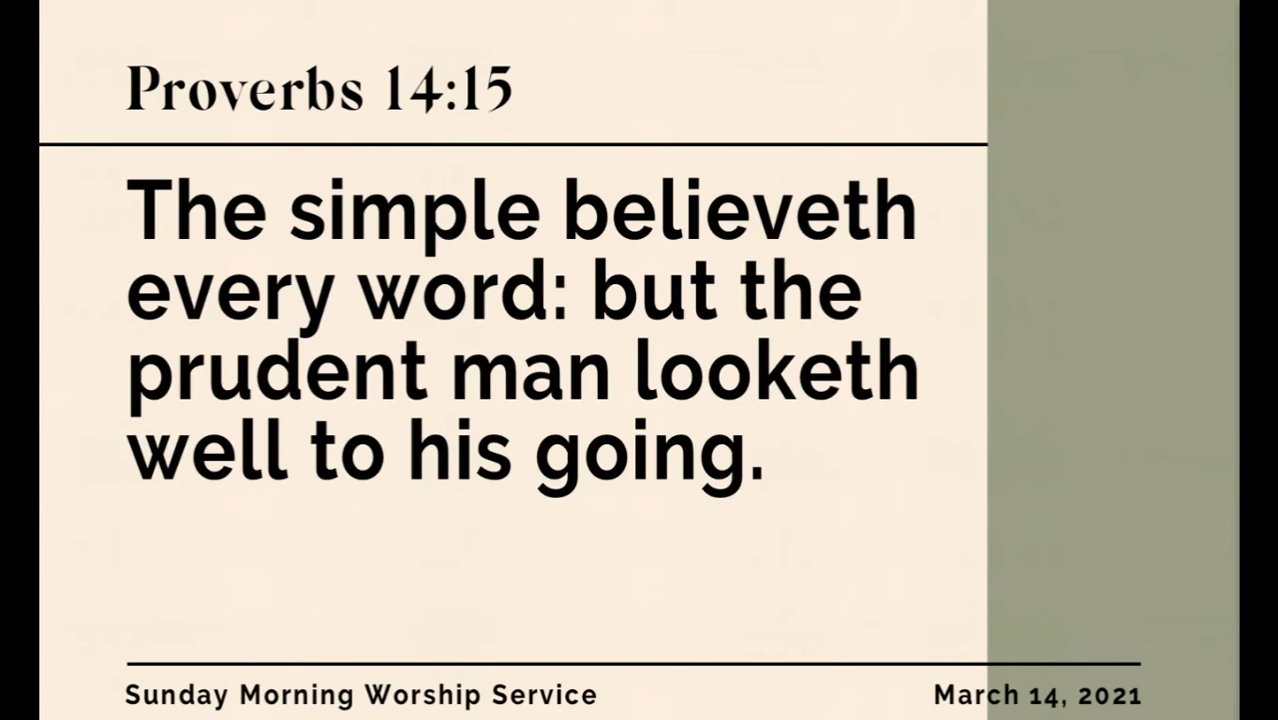 Proverbs 14:15
The simple believeth
every word: but the
prudent man looketh
well to his going.
Sunday Morning Worship Service
March 14, 2021